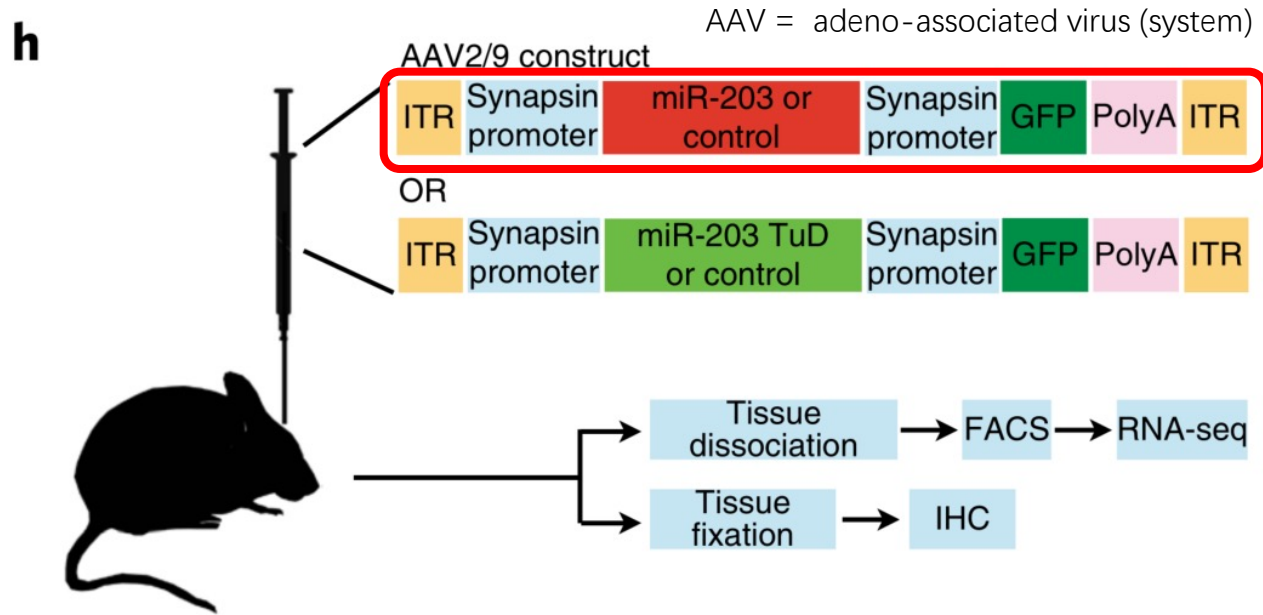 h
AAV = adeno-associated virus (system)
AAV2/9 construct
ITR
Synapsin
promoter
miR-203 or
control
Synapsin
promoter
GFP
PolyA
ITR
OR
ITR
Synapsin
promoter
miR-203 TuD
or control
Synapsin
promoter
GFP
PolyA
ITR
Tissue
dissociation
FACS
RNA-seq
Tissue
fixation
IHC